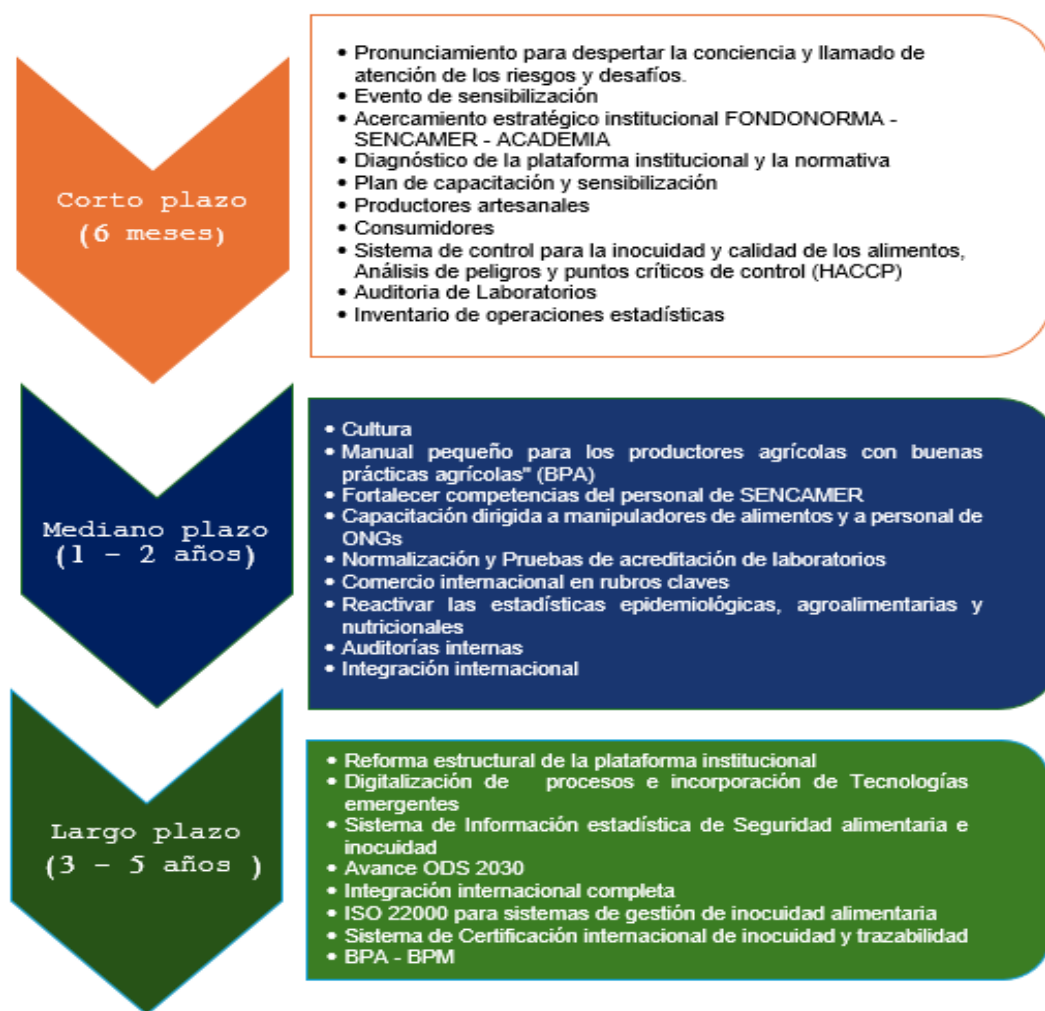 Corto plazo
(6 meses)
• Pronunciamiento para despertar la conciencia y llamado de
atención de los riesgos y desafíos.
• Evento de sensibilización
• Acercamiento estratégico institucional FONDONORMA -
SENCAMER - ACADEMIA
• Diagnóstico de la plataforma institucional y la normativa
• Plan de capacitación y sensibilización
• Productores artesanales
• Consumidores
• Sistema de control para la inocuidad y calidad de los alimentos,
Análisis de peligros y puntos críticos de control (HACCP)
• Auditoria de Laboratorios
• Inventario de operaciones estadísticas
Mediano plazo
(1 – 2 años)
• Cultura
• Manual pequeño para los productores agrícolas con buenas
prácticas agrícolas" (BPA)
• Fortalecer competencias del personal de SENCAMER
• Capacitación dirigida a manipuladores de alimentos y a personal de
ONGs
• Normalización y Pruebas de acreditación de laboratorios
• Comercio internacional en rubros claves
• Reactivar las estadísticas epidemiológicas, agroalimentarias y
nutricionales
• Auditorías internas
• Integración internacional
Largo plazo
(3 – 5 años )
• Reforma estructural de la plataforma institucional
• Digitalización de procesos e incorporación de Tecnologías
emergentes
• Sistema de Información estadística de Seguridad alimentaria e
inocuidad
• Avance ODS 2030
• Integración internacional completa
• ISO 22000 para sistemas de gestión de inocuidad alimentaria
• Sistema de Certificación internacional de inocuidad y trazabilidad
• BPA - BPM